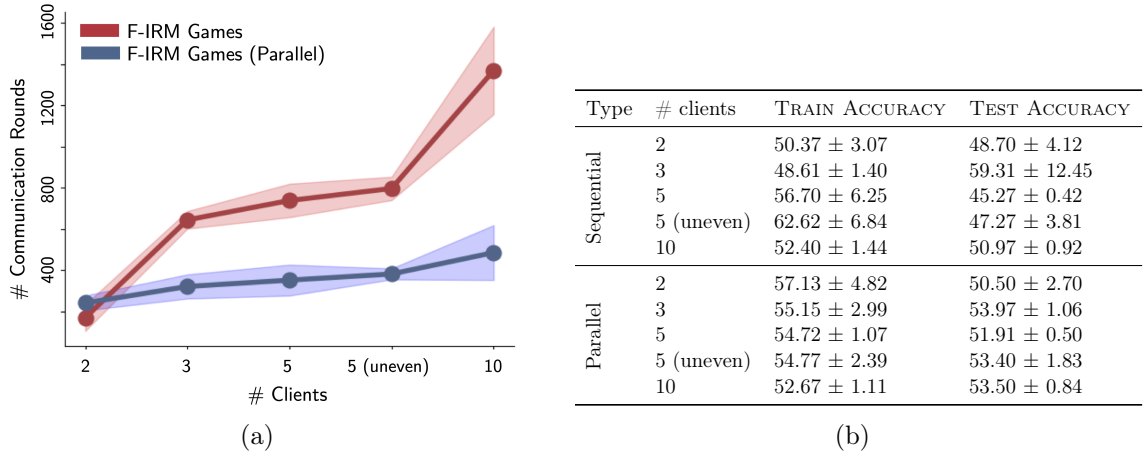 F-IRM Games
F-IRM Games (Parallel)
# Communication Rounds
1600
1200
800
400
2 3 5 5 (uneven) 10
# Clients
(a)
Type # clients TRAIN ACCURACY TEST ACCURACY
Sequential
2 50.37 ± 3.07 48.70 ± 4.12
3 48.61 ± 1.40 59.31 ± 12.45
5 56.70 ± 6.25 45.27 ± 0.42
5 (uneven) 62.62 ± 6.84 47.27 ± 3.81
10 52.40 ± 1.44 50.97 ± 0.92
Parallel
2 57.13 ± 4.82 50.50 ± 2.70
3 55.15 ± 2.99 53.97 ± 1.06
5 54.72 ± 1.07 51.91 ± 0.50
5 (uneven) 54.77 ± 2.39 53.40 ± 1.83
10 52.67 ± 1.11 53.50 ± 0.84
(b)